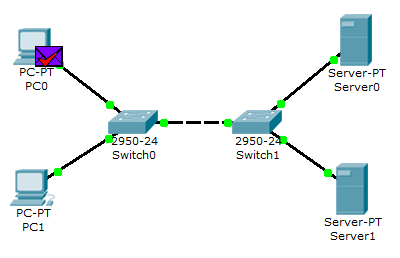 PC-PT
PC0
Server-PT
Server0
2950-24
Switch0
2950-24
Switch1
PC-PT
PC1
Server-PT
Server1